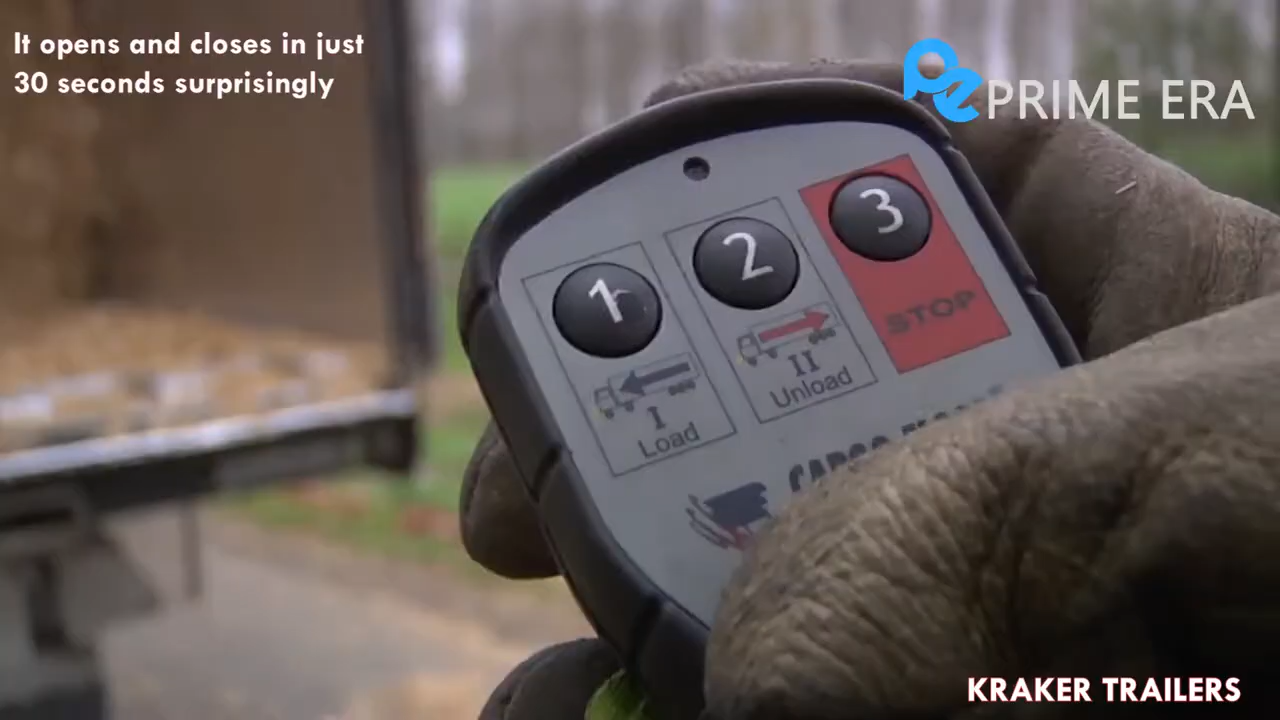 It opens and closes in just
30 seconds surprisingly
PRIME ERA
1
2
3
STOP
I
Load
II
Unload
CARGO
KRAKER TRAILERS